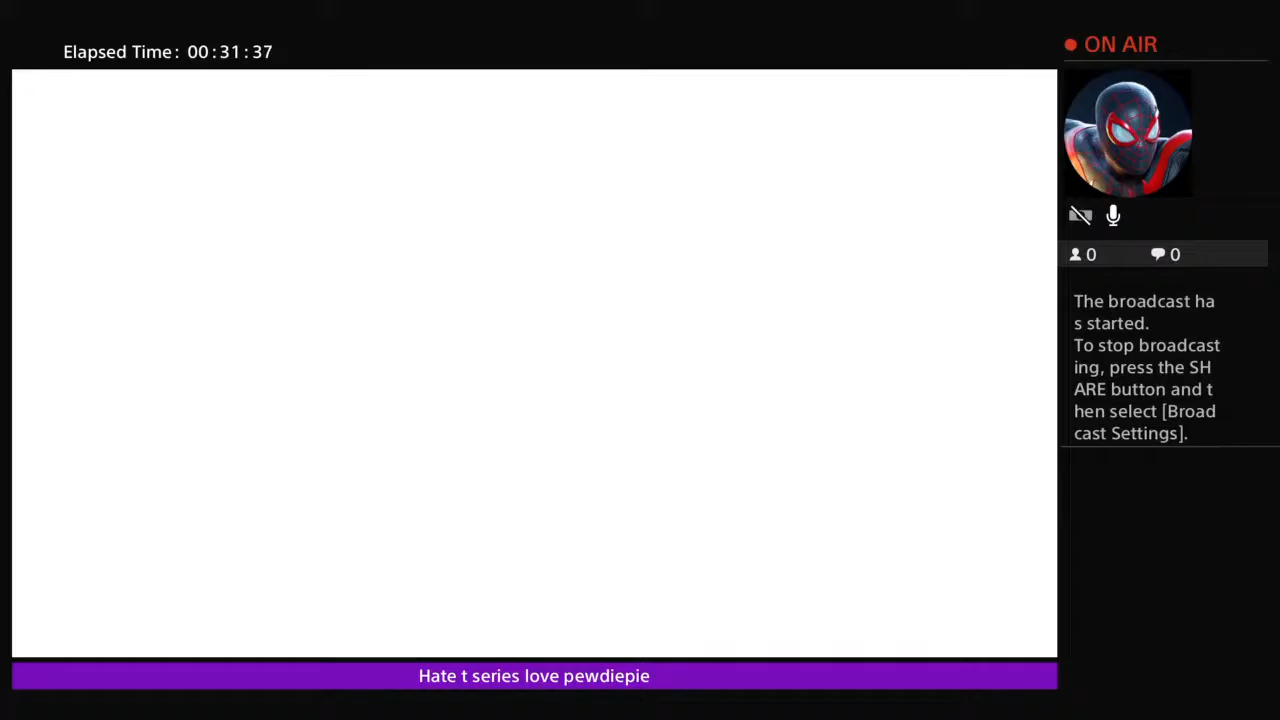 Elapsed Time: 00:31:37
ON AIR
0 0
The broadcast ha
s started.
To stop broadcast
ing, press the SH
ARE button and t
hen select [Broad
cast Settings].
Hate t series love pewdiepie